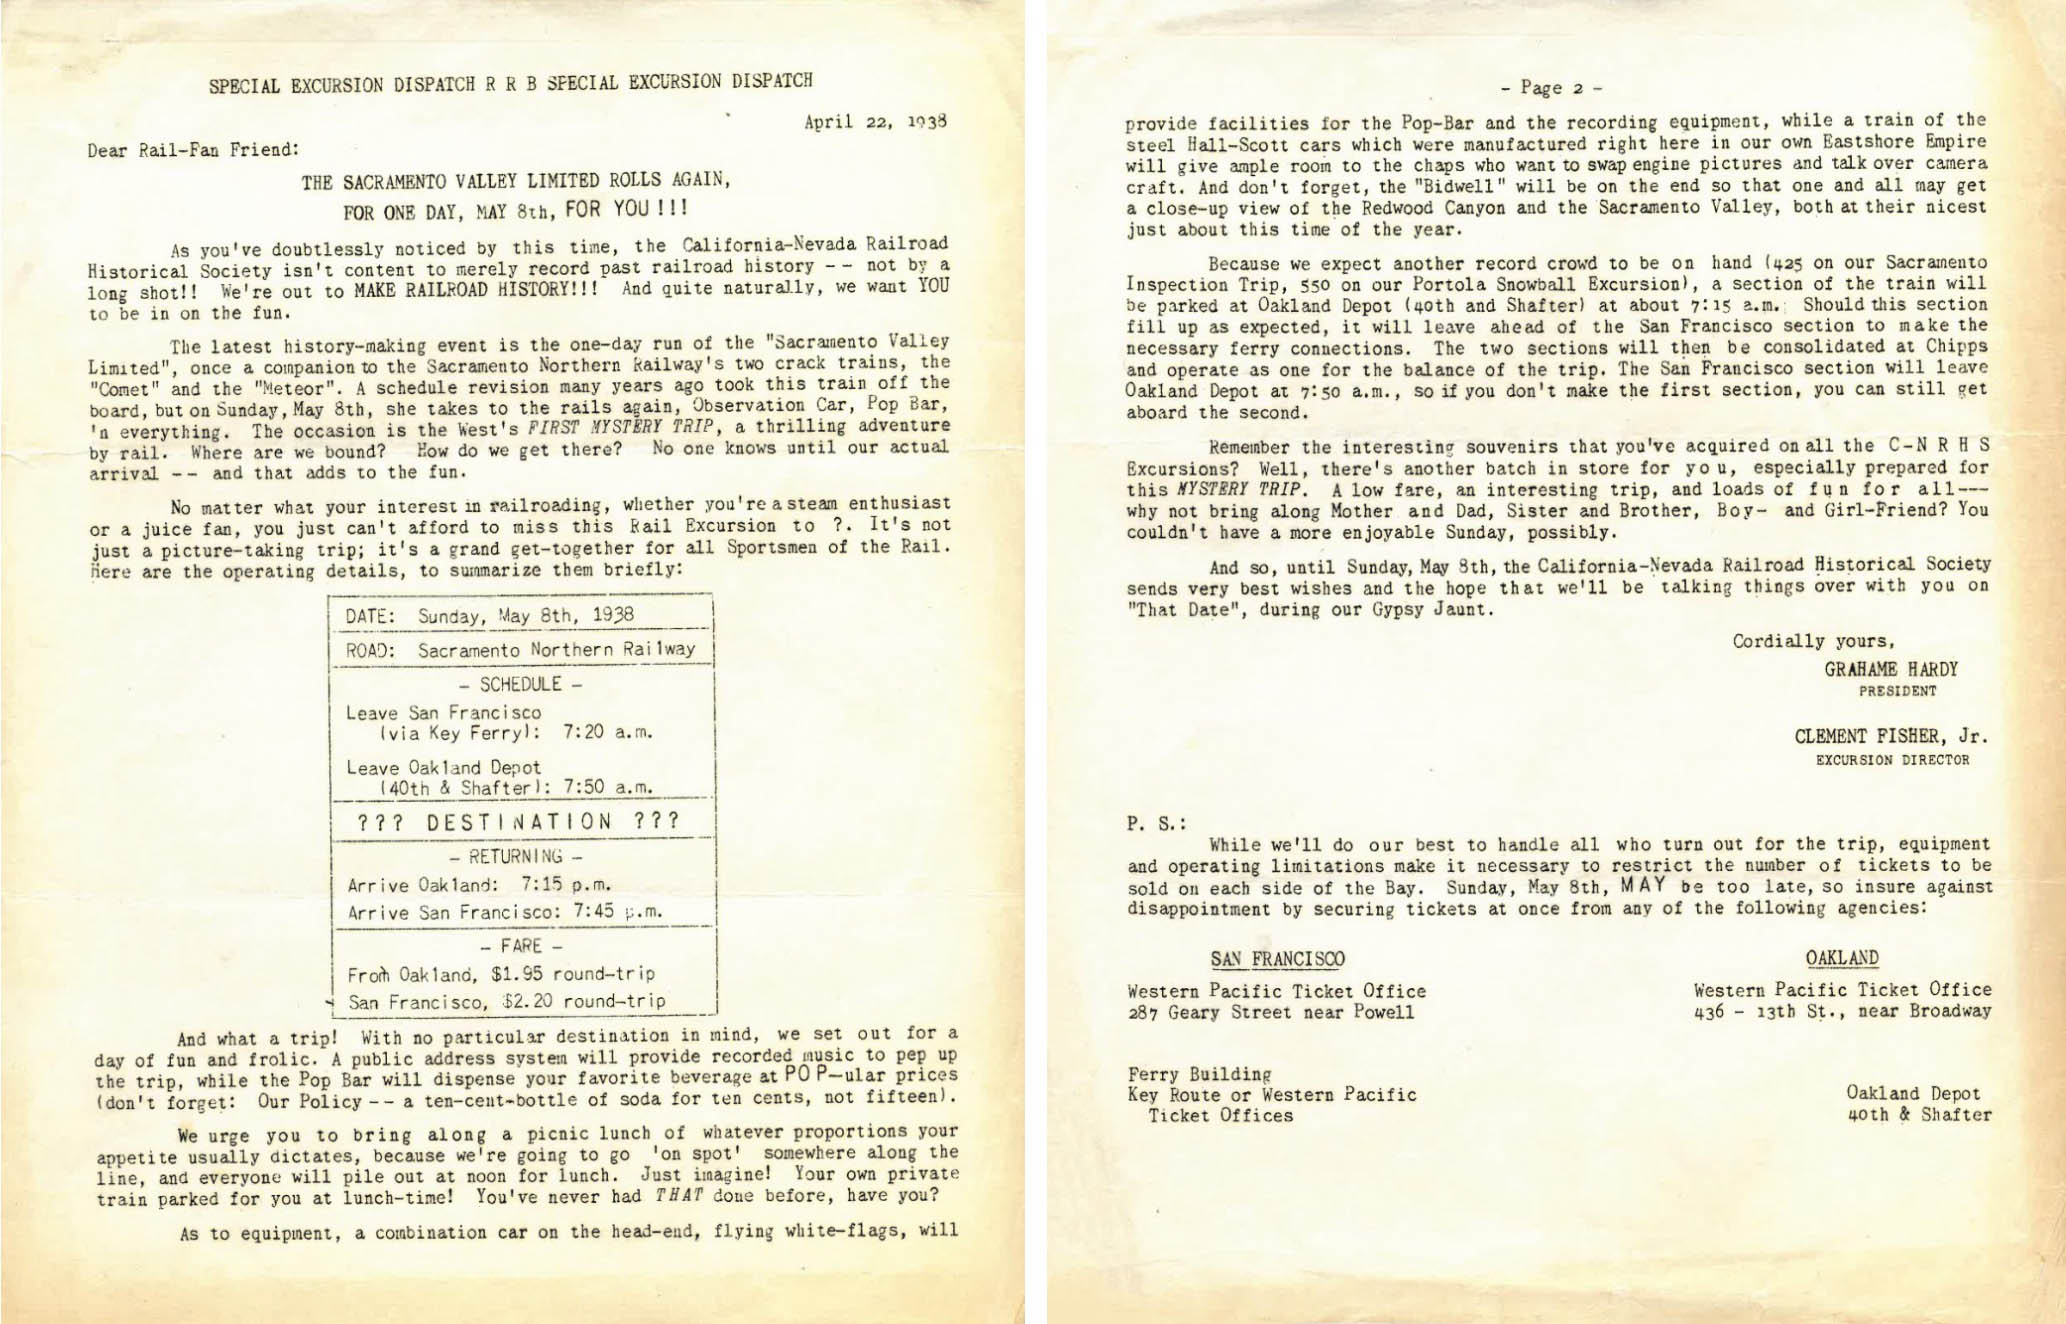 SPECIAL EXCURSION DISPATCH R R B SPECIAL EXCURSION DISPATCH
April 22, 1938
Dear Rail-Fan Friend:
THE SACRAMENTO VALLEY LIMITED ROLLS AGAIN,
FOR ONE DAY, MAY 8th, FOR YOU !!!
As you've doubtlessly noticed by this time, the California-Nevada Railroad
Historical Society isn't content to merely record past railroad history -- not by a
long shot!! We're out to MAKE RAILROAD HISTORY!!! And quite naturally, we want YOU
to be in on the fun.
The latest history-making event is the one-day run of the "Sacramento Valley
Limited", once a companion to the Sacramento Northern Railway's two crack trains, the
"Comet" and the "Meteor". A schedule revision many years ago took this train off the
board, but on Sunday, May 8th, she takes to the rails again, Observation Car, Pop Bar,
'n everything. The occasion is the West's FIRST MYSTERY TRIP, a thrilling adventure
by rail. Where are we bound? How do we get there? No one knows until our actual
arrival -- and that adds to the fun.
No matter what your interest in railroading, whether you're a steam enthusiast
or a juice fan, you just can't afford to miss this Rail Excursion to ?. It's not
just a picture-taking trip; it's a grand get-together for all Sportsmen of the Rail.
Here are the operating details, to summarize them briefly:
DATE: Sunday, May 8th, 1938
ROAD: Sacramento Northern Railway
- SCHEDULE -
Leave San Francisco
(via Key Ferry): 7:20 a.m.
Leave Oakland Depot
(40th & Shafter): 7:50 a.m.
??? DESTINATION ???
- RETURNING -
Arrive Oakland: 7:15 p.m.
Arrive San Francisco: 7:45 p.m.
- FARE -
From Oakland, $1.95 round-trip
San Francisco, $2.20 round-trip
And what a trip! With no particular destination in mind, we set out for a
day of fun and frolic. A public address system will provide recorded music to pep up
the trip, while the Pop Bar will dispense your favorite beverage at POP-ular prices
(don't forget: Our Policy -- a ten-cent-bottle of soda for ten cents, not fifteen).
We urge you to bring along a picnic lunch of whatever proportions your
appetite usually dictates, because we're going to go 'on spot' somewhere along the
line, and everyone will pile out at noon for lunch. Just imagine! Your own private
train parked for you at lunch-time! You've never had THAT done before, have you?
As to equipment, a combination car on the head-end, flying white-flags, will
- Page 2 -
provide facilities for the Pop-Bar and the recording equipment, while a train of the
steel Hall-Scott cars which were manufactured right here in our own Eastshore Empire
will give ample room to the chaps who want to swap engine pictures and talk over camera
craft. And don't forget, the "Bidwell" will be on the end so that one and all may get
a close-up view of the Redwood Canyon and the Sacramento Valley, both at their nicest
just about this time of the year.
Because we expect another record crowd to be on hand (425 on our Sacramento
Inspection Trip, 550 on our Portola Snowball Excursion), a section of the train will
be parked at Oakland Depot (40th and Shafter) at about 7:15 a.m. Should this section
fill up as expected, it will leave ahead of the San Francisco section to make the
necessary ferry connections. The two sections will then be consolidated at Chipps
and operate as one for the balance of the trip. The San Francisco section will leave
Oakland Depot at 7:50 a.m., so if you don't make the first section, you can still get
aboard the second.
Remember the interesting souvenirs that you've acquired on all the C-N R H S
Excursions? Well, there's another batch in store for you, especially prepared for
this MYSTERY TRIP. A low fare, an interesting trip, and loads of fun for all---
why not bring along Mother and Dad, Sister and Brother, Boy- and Girl-Friend? You
couldn't have a more enjoyable Sunday, possibly.
And so, until Sunday, May 8th, the California-Nevada Railroad Historical Society
sends very best wishes and the hope that we'll be talking things over with you on
"That Date", during our Gypsy Jaunt.
Cordially yours,
GRAHAME HARDY
PRESIDENT
CLEMENT FISHER, Jr.
EXCURSION DIRECTOR
P. S.:
While we'll do our best to handle all who turn out for the trip, equipment
and operating limitations make it necessary to restrict the number of tickets to be
sold on each side of the Bay. Sunday, May 8th, MAY be too late, so insure against
disappointment by securing tickets at once from any of the following agencies:
SAN FRANCISCO
Western Pacific Ticket Office
287 Geary Street near Powell
Ferry Building
Key Route or Western Pacific
Ticket Offices
OAKLAND
Western Pacific Ticket Office
436 - 13th St., near Broadway
Oakland Depot
40th & Shafter